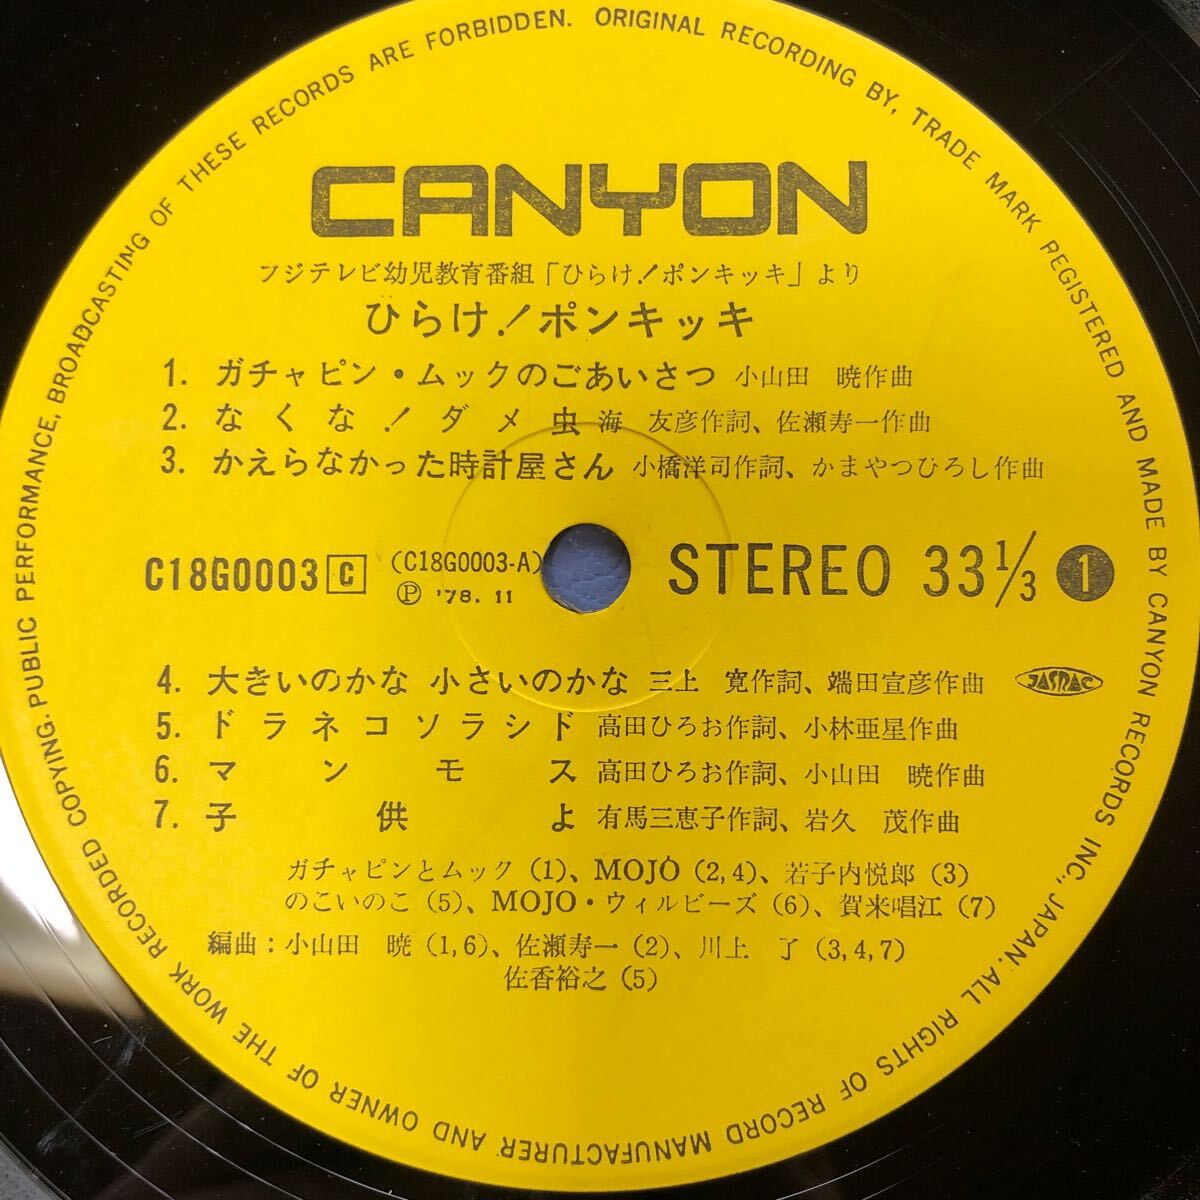 ORIGINAL RECORDING BY, TRADE MARK REGISTERED AND MADE BY CANYON RECORDS INC., JAPAN. ALL RIGHTS OF RECORD MANUFACTURER AND OWNER OF THE WORK RECORDED COPYING, PUBLIC PERFORMANCE, BROADCASTING OF THESE RECORDS ARE FORBIDDEN.
CANYON
フジテレビ幼児教育番組「ひらけ!ポンキッキ」より
ひらけ!ポンキッキ
1. ガチャピン・ムックのごあいさつ 小山田 暁作曲
2. なくな!ダメ虫 海 友彦作詞、佐瀬寿一作曲
3. かえらなかった時計屋さん 小橋洋司作詞、かまやつひろし作曲
C18G0003 C (C18G0003-A) STEREO 33⅓ 1
Ⓟ '78. 11
4. 大きいのかな 小さいのかな 三上 寛作詞、端田宣彦作曲 JASRAC
5. ドラネコソラシド 高田ひろお作詞、小林亜星作曲
6. マンモス 高田ひろお作詞、小山田 暁作曲
7. 子供よ 有馬三恵子作詞、岩久 茂作曲
ガチャピンとムック(1)、MOJO(2,4)、若子内悦郎(3)
のこいのこ(5)、MOJO・ウィルビーズ(6)、賀来唱江(7)
編曲:小山田 暁(1,6)、佐瀬寿一(2)、川上 了(3,4,7)
佐香裕之(5)